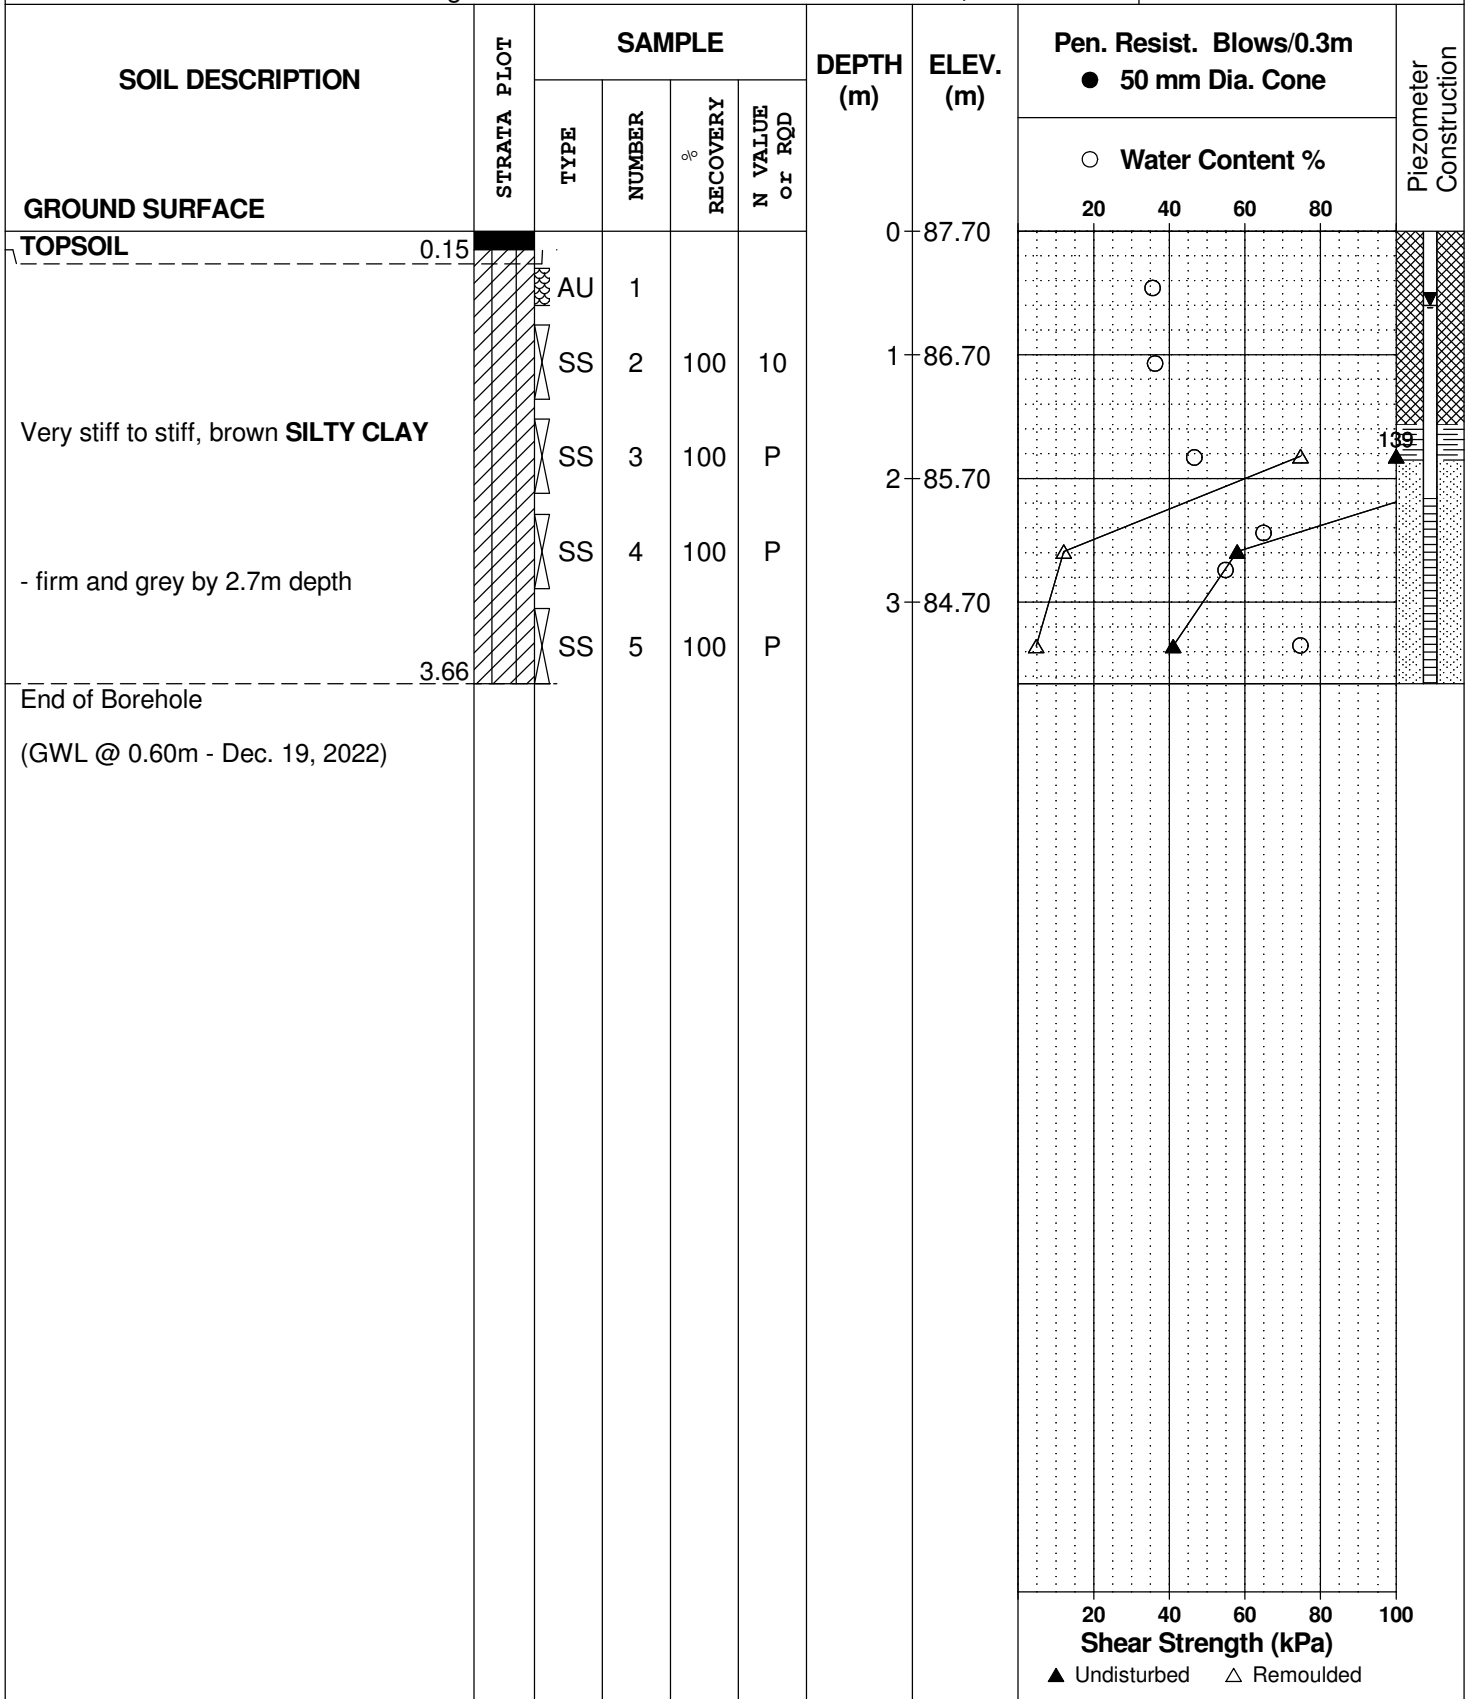 SOIL DESCRIPTION
GROUND SURFACE
STRATA PLOT
SAMPLE
TYPE
NUMBER
% RECOVERY
N VALUE or RQD
DEPTH (m)
ELEV. (m)
Pen. Resist. Blows/0.3m
● 50 mm Dia. Cone
○ Water Content %
20 40 60 80
Piezometer Construction
TOPSOIL 0.15
0 87.70
AU 1
SS 2 100 10
1 86.70
Very stiff to stiff, brown SILTY CLAY
139
SS 3 100 P
2 85.70
SS 4 100 P
- firm and grey by 2.7m depth
3 84.70
SS 5 100 P
3.66
End of Borehole
(GWL @ 0.60m - Dec. 19, 2022)
20 40 60 80 100
Shear Strength (kPa)
▲ Undisturbed △ Remoulded